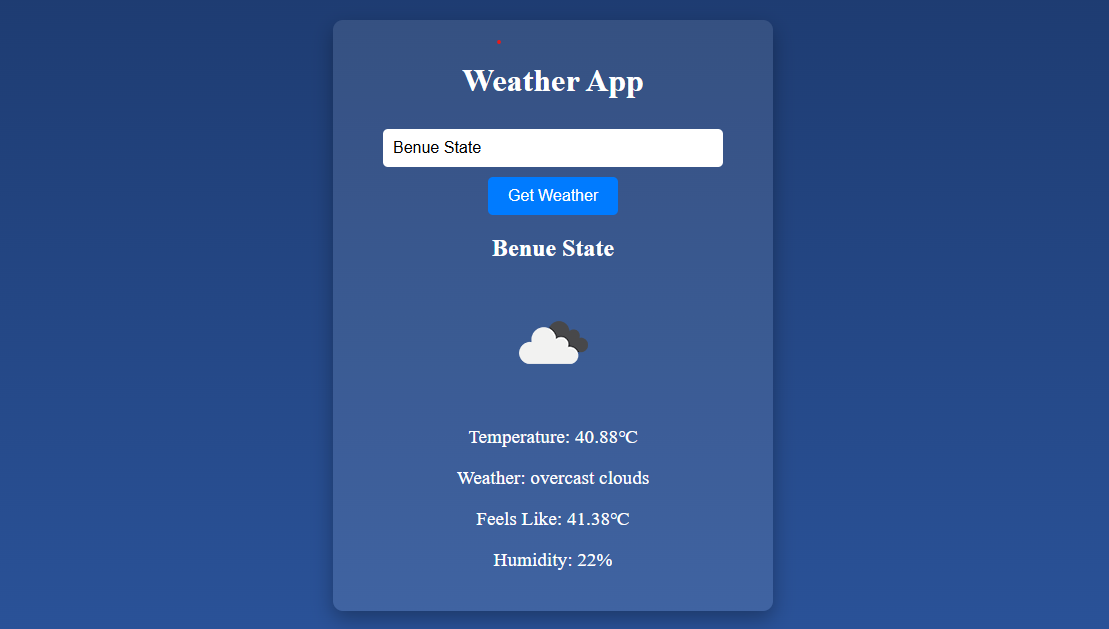 Weather App
Benue State
Get Weather
Benue State
Temperature: 40.88°C
Weather: overcast clouds
Feels Like: 41.38°C
Humidity: 22%